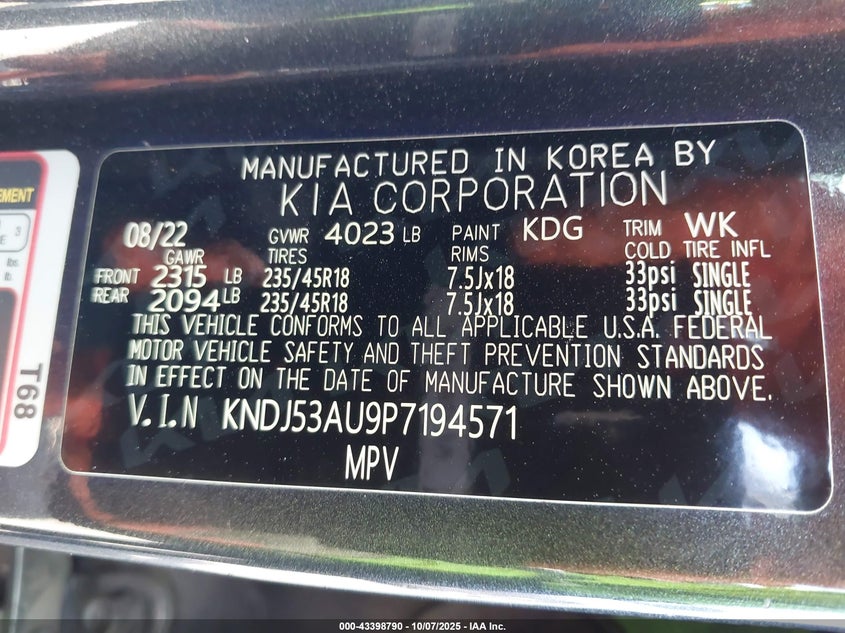 MANUFACTURED IN KOREA BY
KIA CORPORATION
08/22 GVWR 4023 LB PAINT KDG TRIM WK
GAWR TIRES RIMS COLD TIRE INFL
FRONT 2315 LB 235/45R18 7.5Jx18 33psi SINGLE
REAR 2094 LB 235/45R18 7.5Jx18 33psi SINGLE
THIS VEHICLE CONFORMS TO ALL APPLICABLE U.S.A. FEDERAL
MOTOR VEHICLE SAFETY AND THEFT PREVENTION STANDARDS
IN EFFECT ON THE DATE OF MANUFACTURE SHOWN ABOVE.
V.I.N KNDJ53AU9P7194571
MPV
3
lbs.
lb.
T68
000-43398790 - 10/07/2025 - IAA Inc.